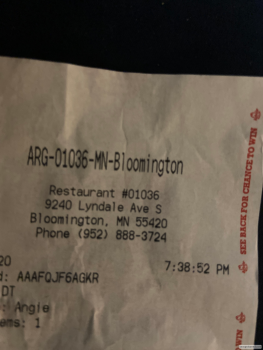 ARG-01036-MN-Bloomington
Restaurant #01036
9240 Lyndale Ave S
Bloomington, MN 55420
Phone (952) 888-3724
20 7:38:52 PM
d: AAAFQJF6AGKR
DT
: Angie
ems: 1
SEE BACK FOR CHANCE TO WIN
WIN